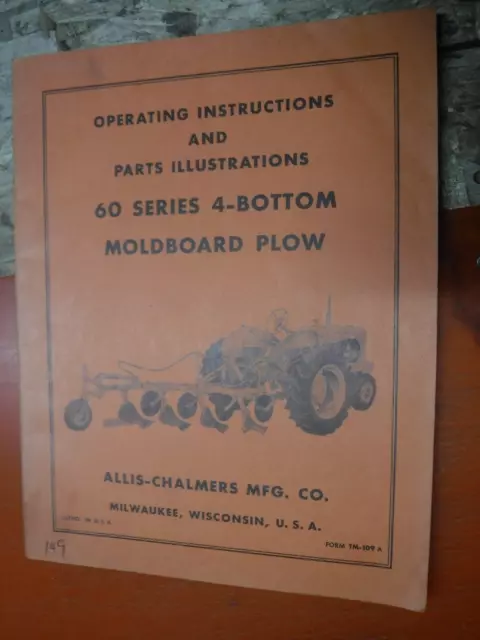 OPERATING INSTRUCTIONS
AND
PARTS ILLUSTRATIONS
60 SERIES 4-BOTTOM
MOLDBOARD PLOW
ALLIS-CHALMERS MFG. CO.
MILWAUKEE, WISCONSIN, U. S. A.
IN U.S.A.
FORM TM-109 A
149